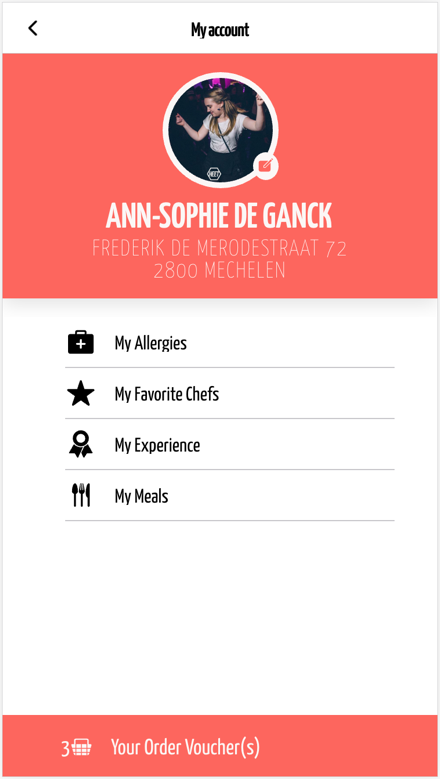 My account
ANN-SOPHIE DE GANCK
FREDERIK DE MERODESTRAAT 72
2800 MECHELEN
My Allergies
My Favorite Chefs
My Experience
My Meals
3 Your Order Voucher(s)